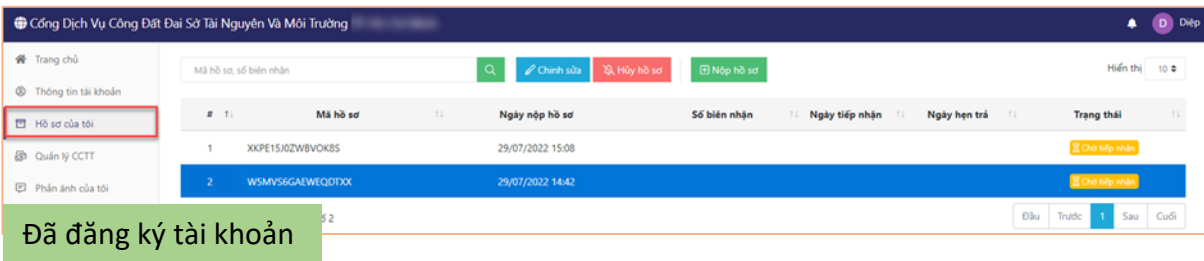 Cổng Dịch Vụ Công Đất Đai Sở Tài Nguyên Và Môi Trường
D Diệp
Trang chủ
Thông tin tài khoản
Hồ sơ của tôi
Quản lý CCTT
Phản ánh của tôi
Mã hồ sơ, số biên nhận
Chỉnh sửa
Hủy hồ sơ
Nộp hồ sơ
Hiển thị 10
# Mã hồ sơ Ngày nộp hồ sơ Số biên nhận Ngày tiếp nhận Ngày hẹn trả Trạng thái
1 XKPE15J0ZWBVOK8S 29/07/2022 15:08 Chờ tiếp nhận
2 W5MVS6GAEWEQDTXX 29/07/2022 14:42 Chờ tiếp nhận
2
Đầu Trước 1 Sau Cuối
Đã đăng ký tài khoản